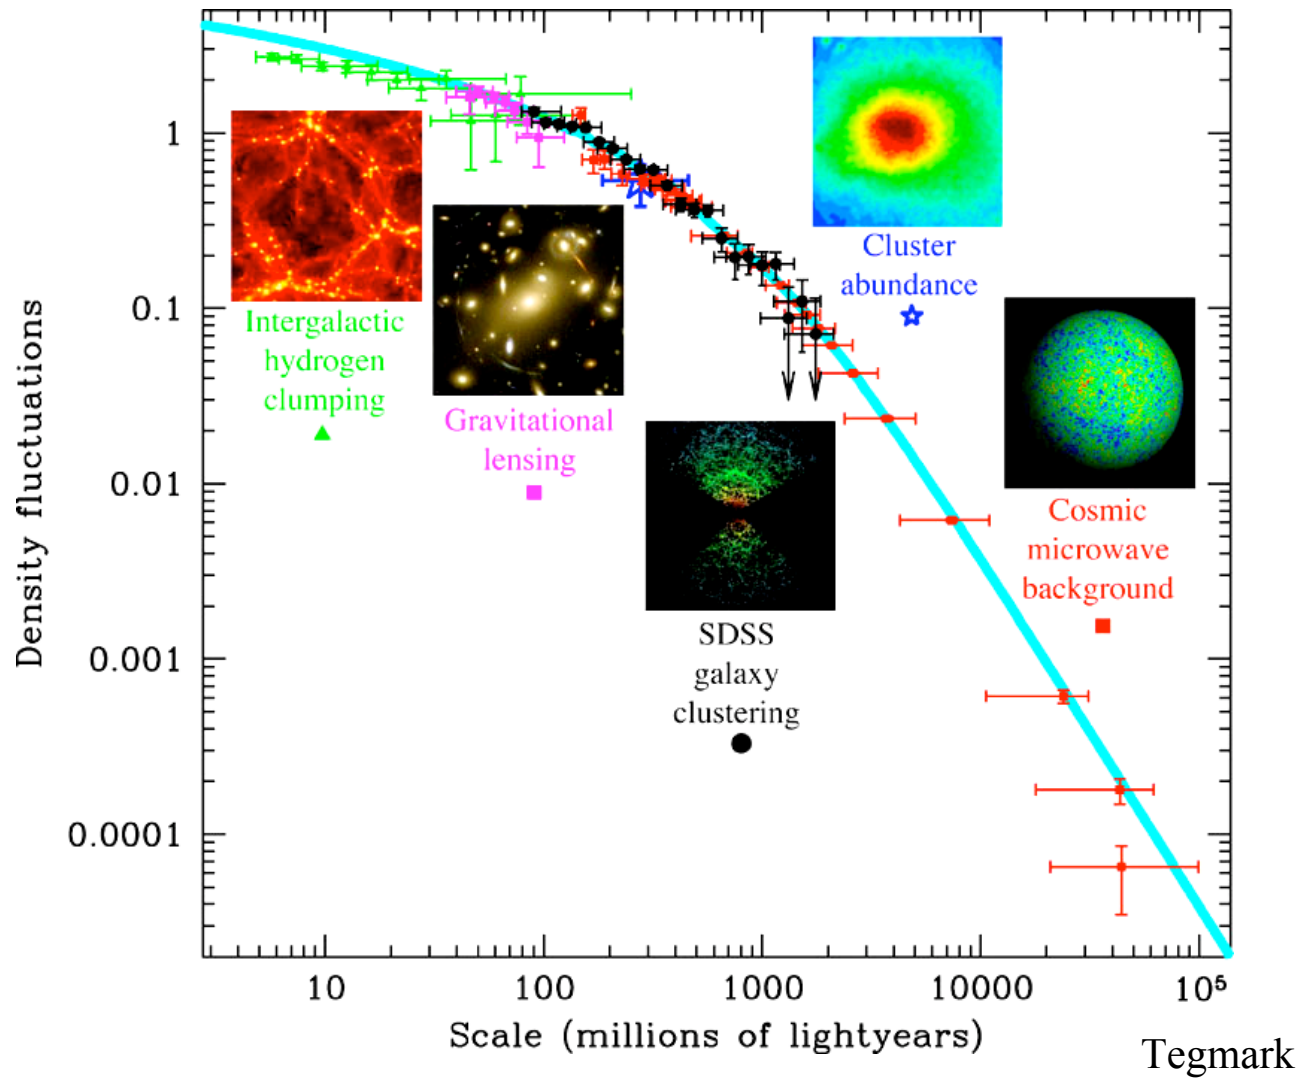 1
0.1
0.01
0.001
0.0001
Density fluctuations
Intergalactic
hydrogen
clumping
Gravitational
lensing
SDSS
galaxy
clustering
Cluster
abundance
Cosmic
microwave
background
10
100
1000
10000
10⁵
Scale (millions of lightyears)
Tegmark